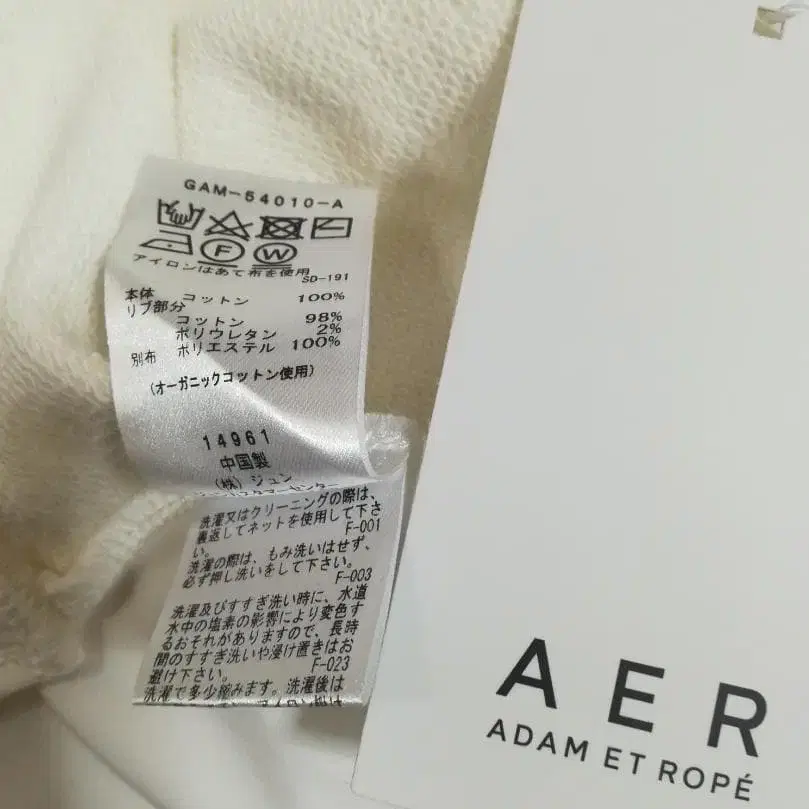 GAM-54010-A
F W
アイロンはあて布を使用
SD-191
本体 コットン 100%
リブ部分
コットン 98%
ポリウレタン 2%
別布 ポリエステル 100%
(オーガニックコットン使用)
14961
中国製
(株) ジュン
洗濯又はクリーニングの際は、
裏返してネットを使用して下さ
い。 F-001
洗濯の際は、もみ洗いはせず、
必ず押し洗いをして下さい。
F-003
洗濯及びすすぎ洗い時に、水道
水中の塩素の影響により変色す
るおそれがありますので、長時
間のすすぎ洗いや浸け置きはお
避け下さい。 F-023
洗濯で多少縮みます。洗濯後は
AER
ADAM ET ROPÉ